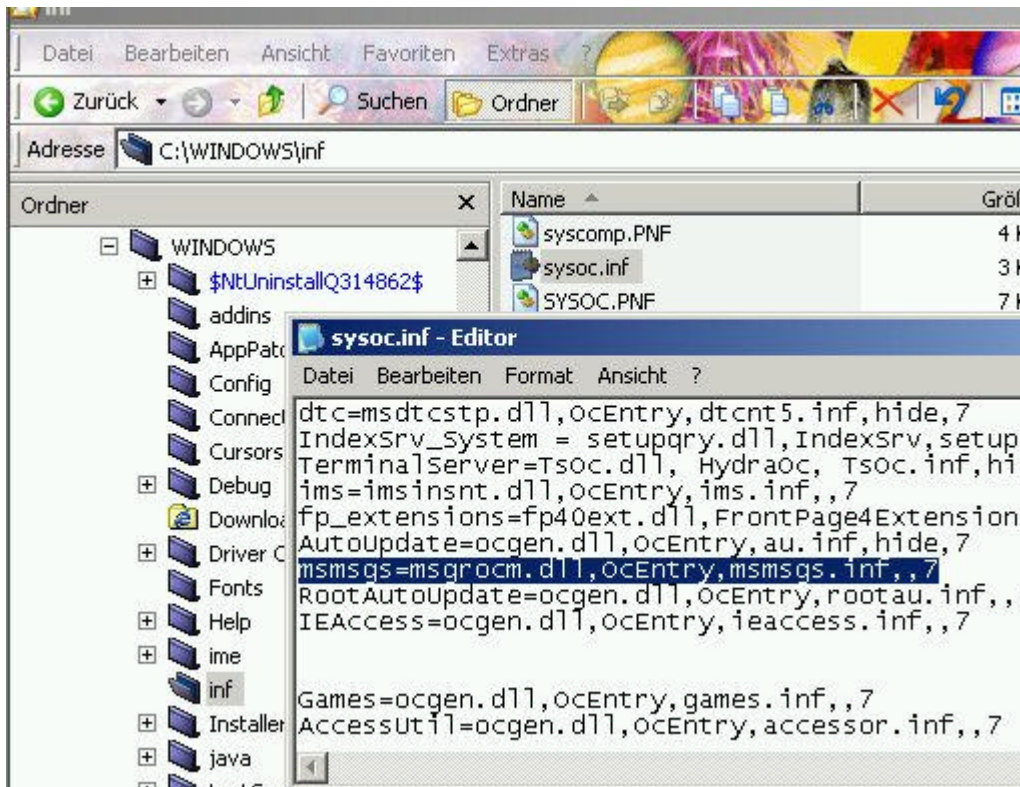 inf
Datei Bearbeiten Ansicht Favoriten Extras ?
Zurück Suchen Ordner
Adresse C:\WINDOWS\inf
Ordner
Name
syscomp.PNF
sysoc.inf
SYSOC.PNF
WINDOWS
$NtUninstallQ314862$
addins
Config
Cursors
Debug
Fonts
Help
ime
inf
Installer
java
sysoc.inf - Editor
Datei Bearbeiten Format Ansicht ?
dtc=msdtcstp.dll,OcEntry,dtcnt5.inf,hide,7
IndexSrv_System = setupqry.dll,IndexSrv,setup
TerminalServer=TsOc.dll, HydraOc, TsOc.inf,hi
ims=imsinsnt.dll,OcEntry,ims.inf,,7
fp_extensions=fp40ext.dll,FrontPage4Extension
AutoUpdate=ocgen.dll,OcEntry,au.inf,hide,7
msmsgs=msgrocm.dll,OcEntry,msmsgs.inf,,7
RootAutoUpdate=ocgen.dll,OcEntry,rootau.inf,,
IEAccess=ocgen.dll,OcEntry,ieaccess.inf,,7
Games=ocgen.dll,OcEntry,games.inf,,7
AccessUtil=ocgen.dll,OcEntry,accessor.inf,,7